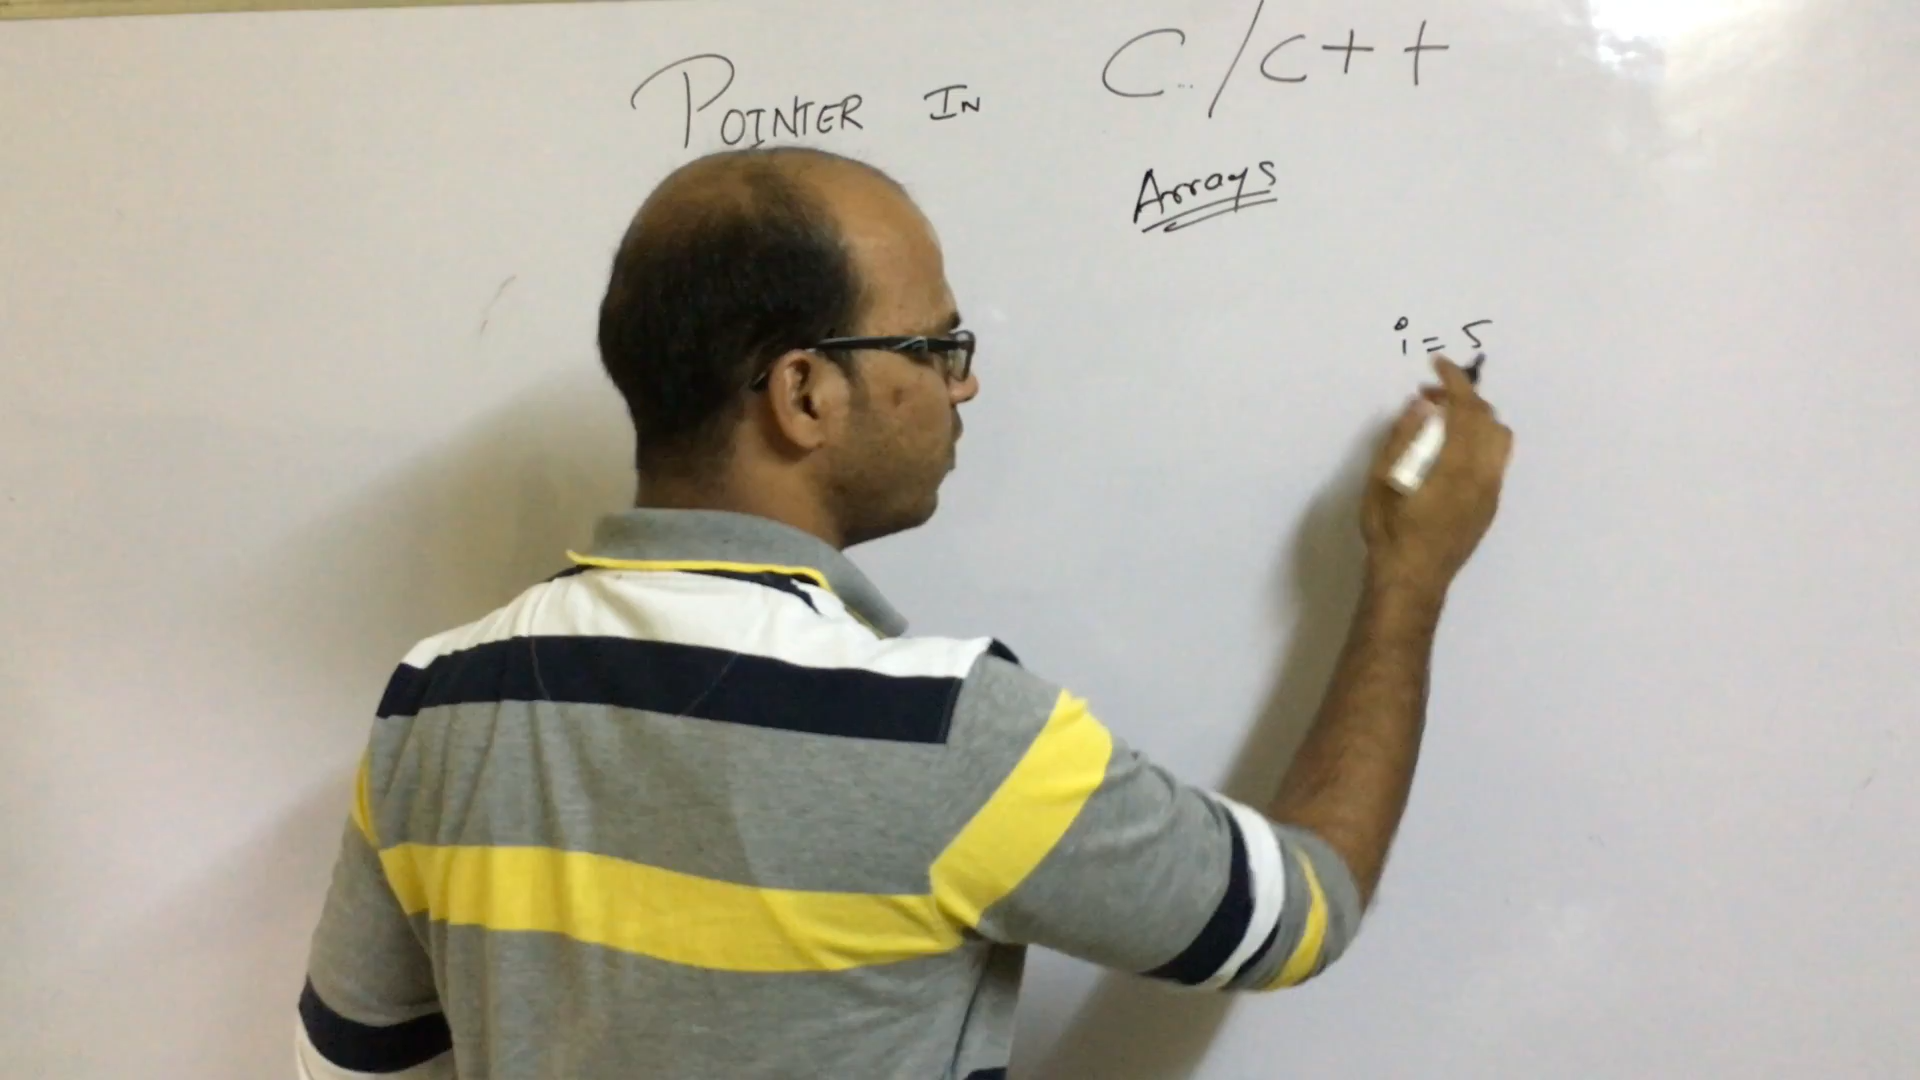 POINTER IN C/C++
Arrays
i = 5